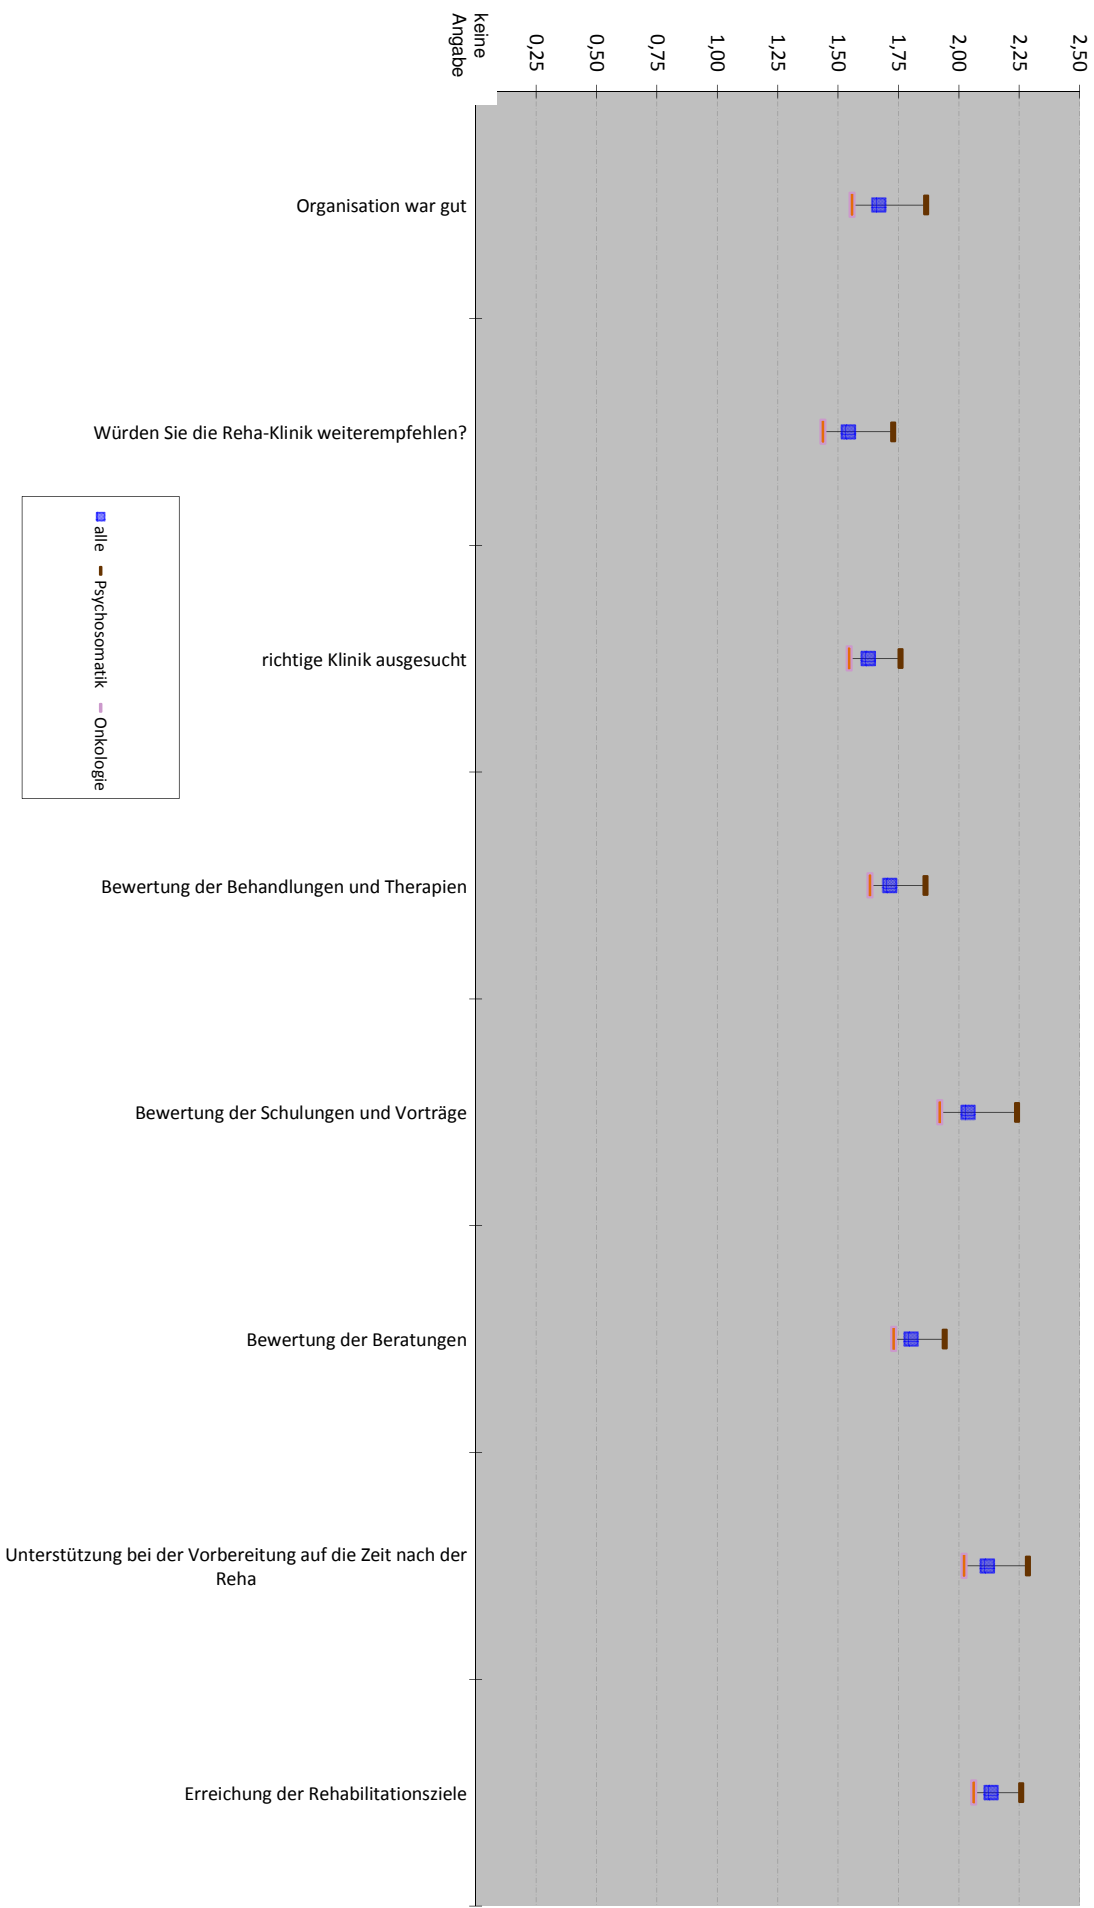 2,50
2,25
2,00
1,75
1,50
1,25
1,00
0,75
0,50
0,25
keine
Angabe
Organisation war gut
Würden Sie die Reha-Klinik weiterempfehlen?
richtige Klinik ausgesucht
Bewertung der Behandlungen und Therapien
Bewertung der Schulungen und Vorträge
Bewertung der Beratungen
Unterstützung bei der Vorbereitung auf die Zeit nach der
Reha
Erreichung der Rehabilitationsziele
alle Psychosomatik Onkologie